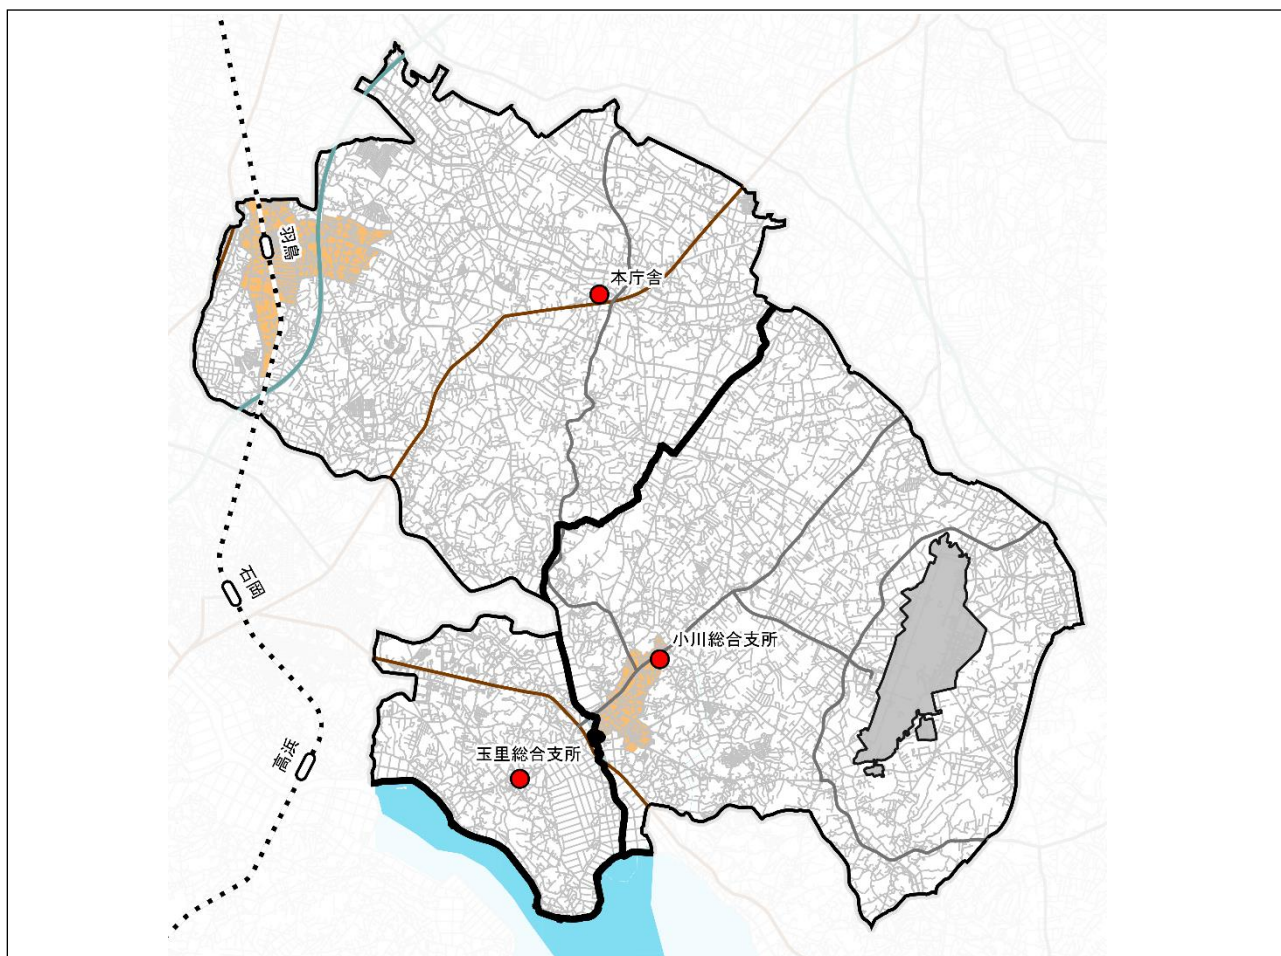 羽鳥
本庁舎
石岡
小川総合支所
高浜
玉里総合支所